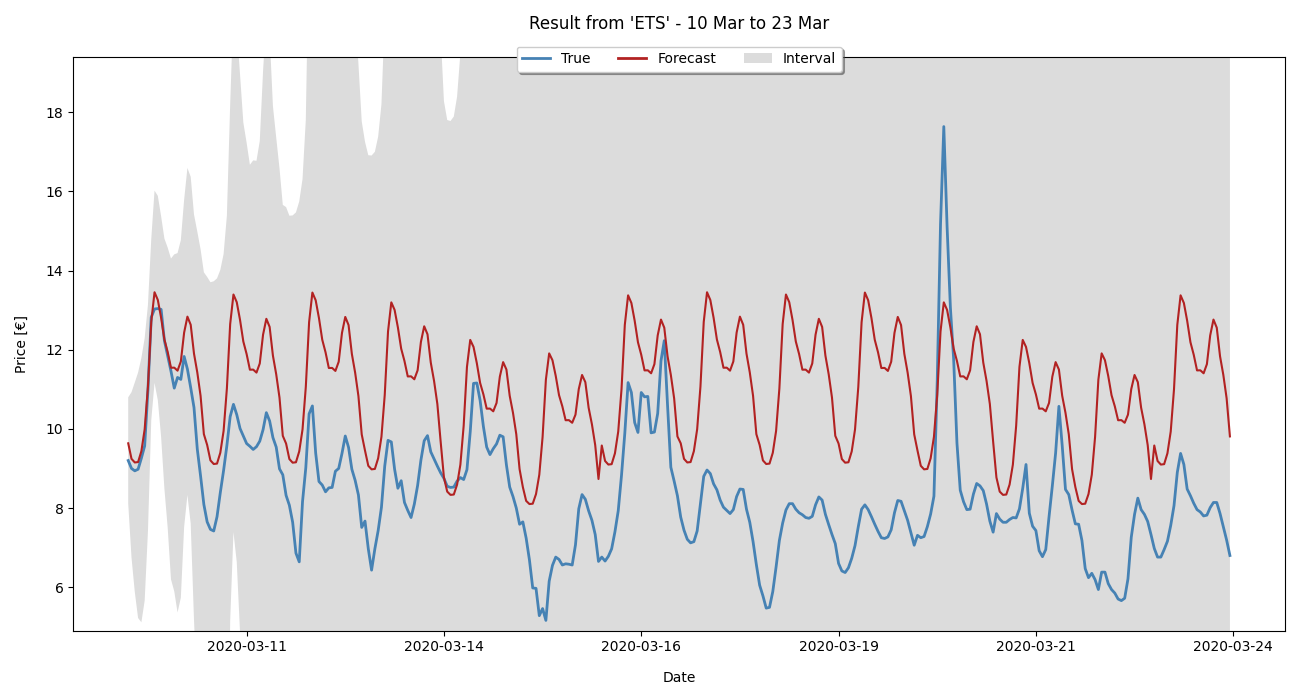 Result from 'ETS' - 10 Mar to 23 Mar
True Forecast Interval
Price [€]
18
16
14
12
10
8
6
2020-03-11 2020-03-14 2020-03-16 2020-03-19 2020-03-21 2020-03-24
Date